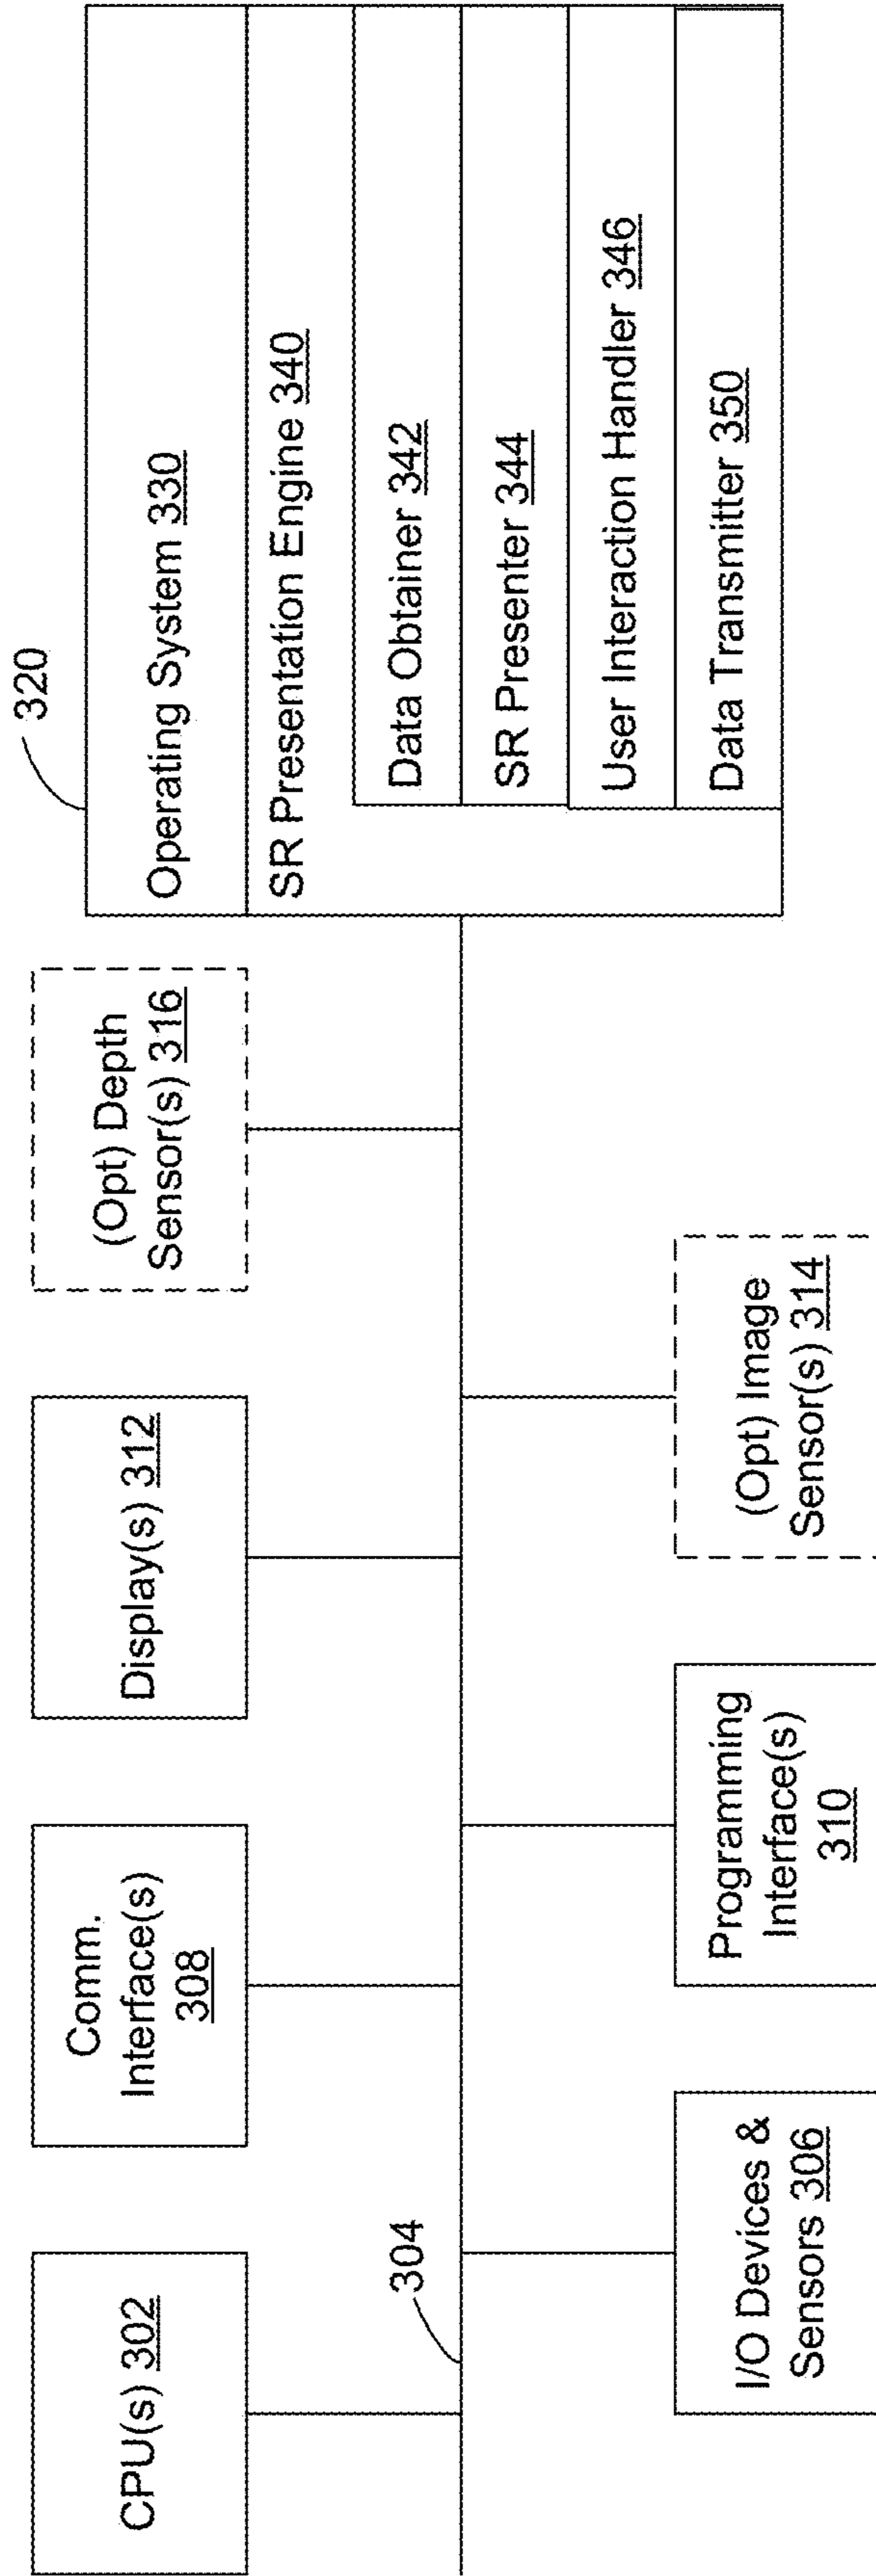 CPU(s) 302
Comm.
Interface(s)
308
Display(s) 312
(Opt) Depth
Sensor(s) 316
320
Operating System 330
SR Presentation Engine 340
Data Obtainer 342
SR Presenter 344
User Interaction Handler 346
Data Transmitter 350
304
I/O Devices &
Sensors 306
Programming
Interface(s)
310
(Opt) Image
Sensor(s) 314